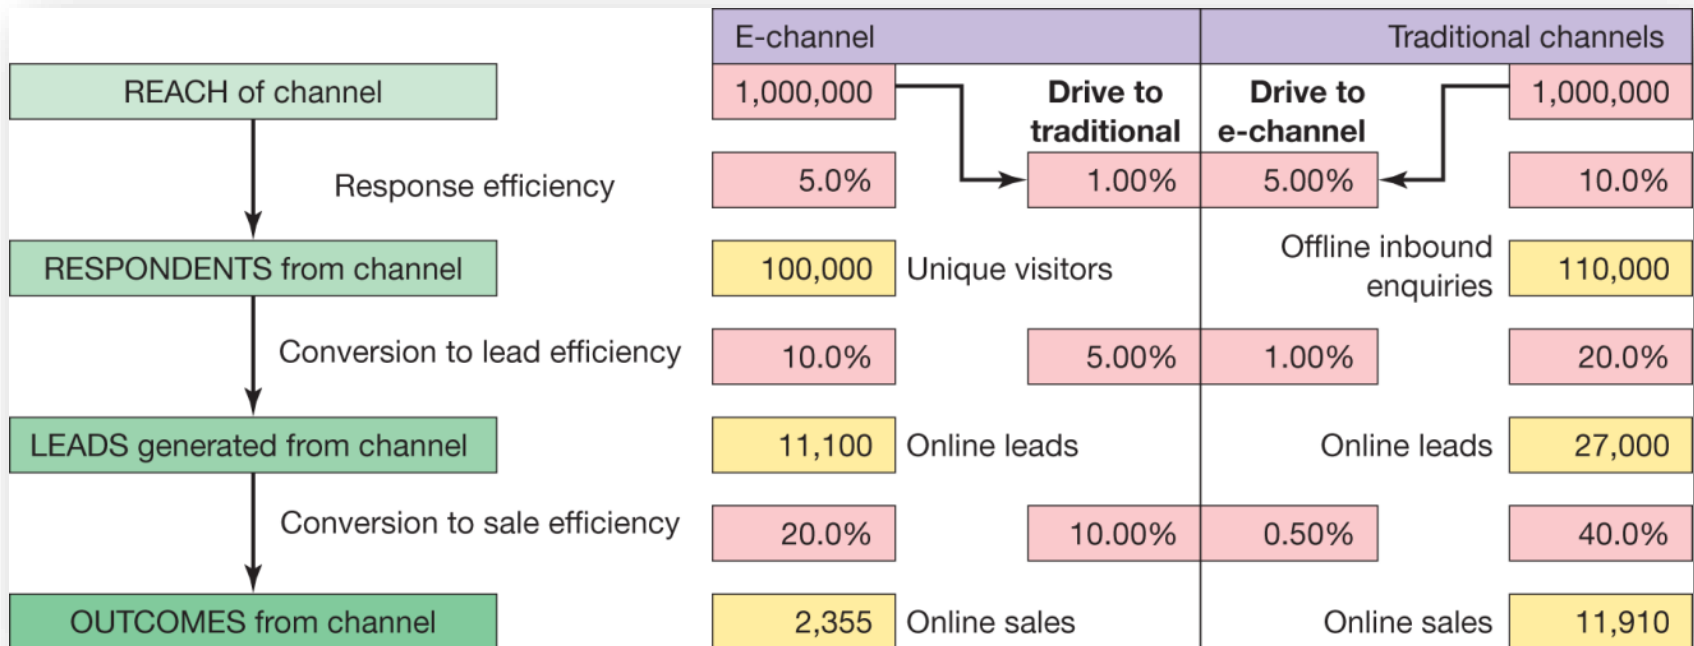 E-channel
Traditional channels
REACH of channel
1,000,000
Drive to
traditional
Drive to
e-channel
1,000,000
Response efficiency
5.0%
1.00%
5.00%
10.0%
RESPONDENTS from channel
100,000
Unique visitors
Offline inbound
enquiries
110,000
Conversion to lead efficiency
10.0%
5.00%
1.00%
20.0%
LEADS generated from channel
11,100
Online leads
Online leads
27,000
Conversion to sale efficiency
20.0%
10.00%
0.50%
40.0%
OUTCOMES from channel
2,355
Online sales
Online sales
11,910